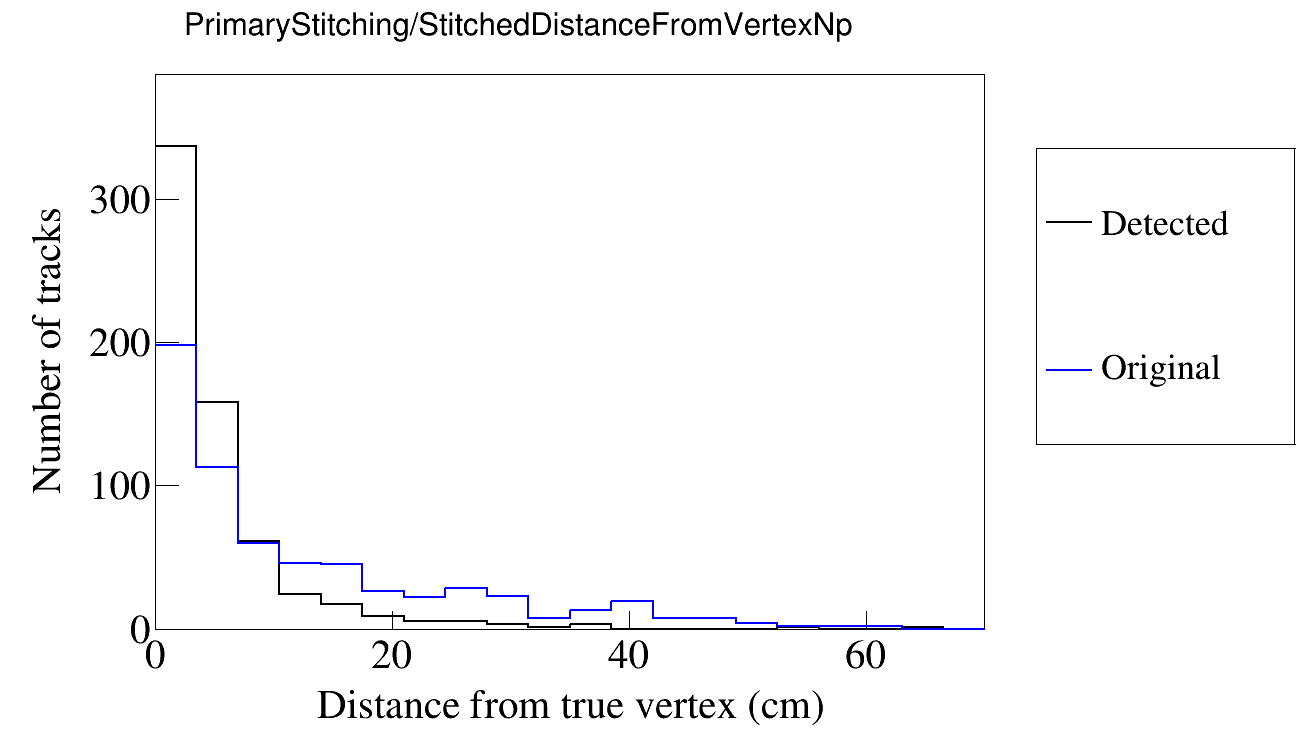 PrimaryStitching/StitchedDistanceFromVertexNp
Number of tracks
300
200
100
0
0 20 40 60
Distance from true vertex (cm)
Detected
Original